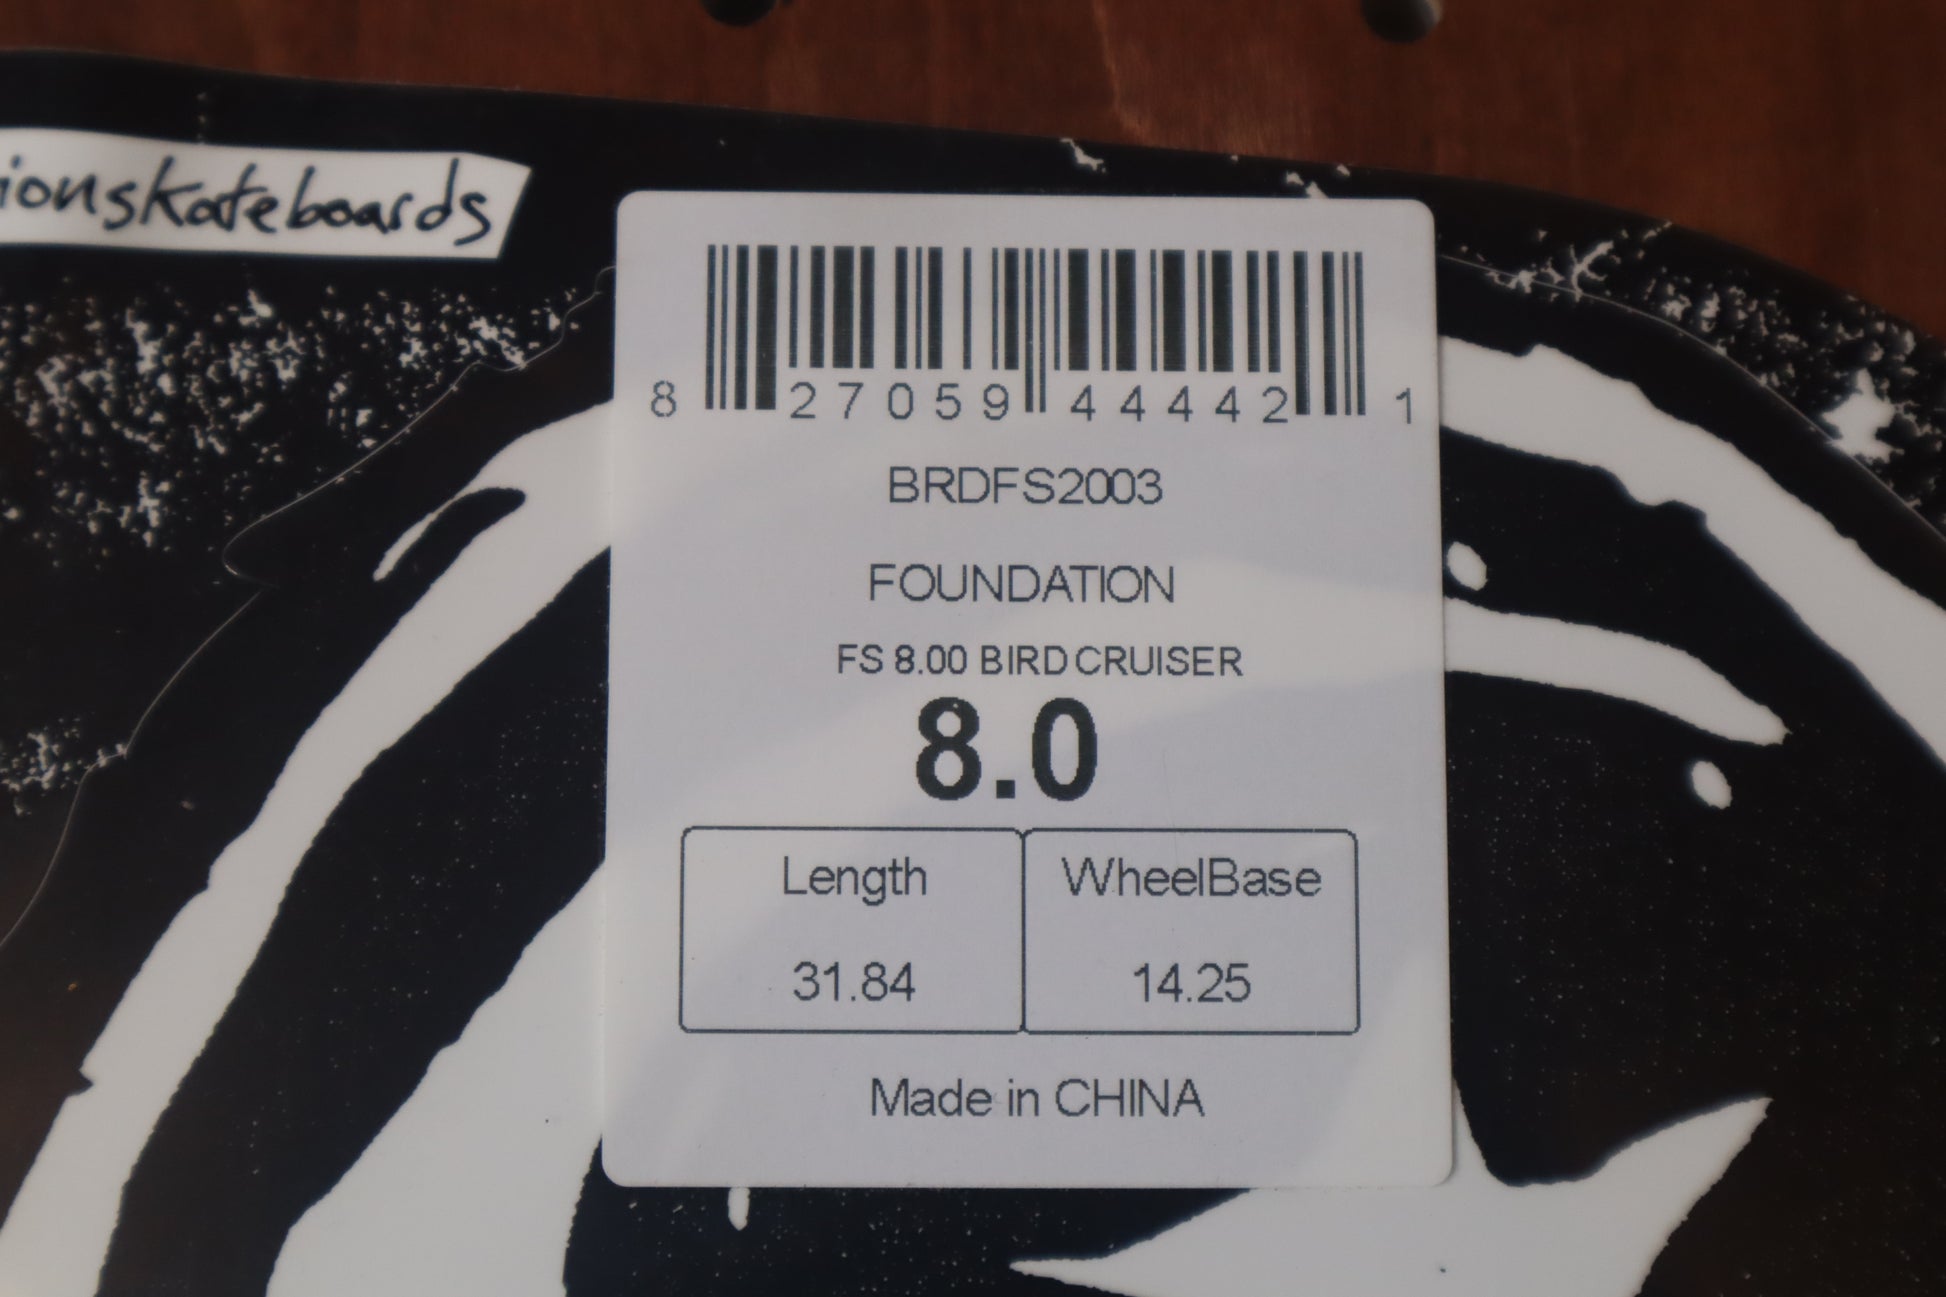 ionskateboards
8 27059 44442 1
BRDFS2003
FOUNDATION
FS 8.00 BIRD CRUISER
8.0
Length WheelBase
31.84 14.25
Made in CHINA